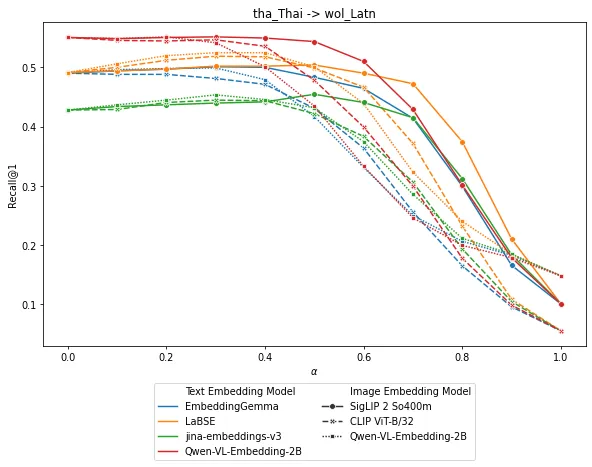 tha_Thai -> wol_Latn
Recall@1
0.5
0.4
0.3
0.2
0.1
0.0 0.2 0.4 0.6 0.8 1.0
α
Text Embedding Model Image Embedding Model
EmbeddingGemma SigLIP 2 So400m
LaBSE CLIP ViT-B/32
jina-embeddings-v3 Qwen-VL-Embedding-2B
Qwen-VL-Embedding-2B